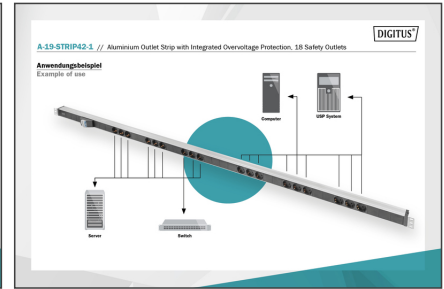 DIGITUS®
A-19-STRIP42-1 // Aluminium Outlet Strip with Integrated Overvoltage Protection, 18 Safety Outlets
Anwendungsbeispiel
Example of use
Computer
USP System
Server
Switch